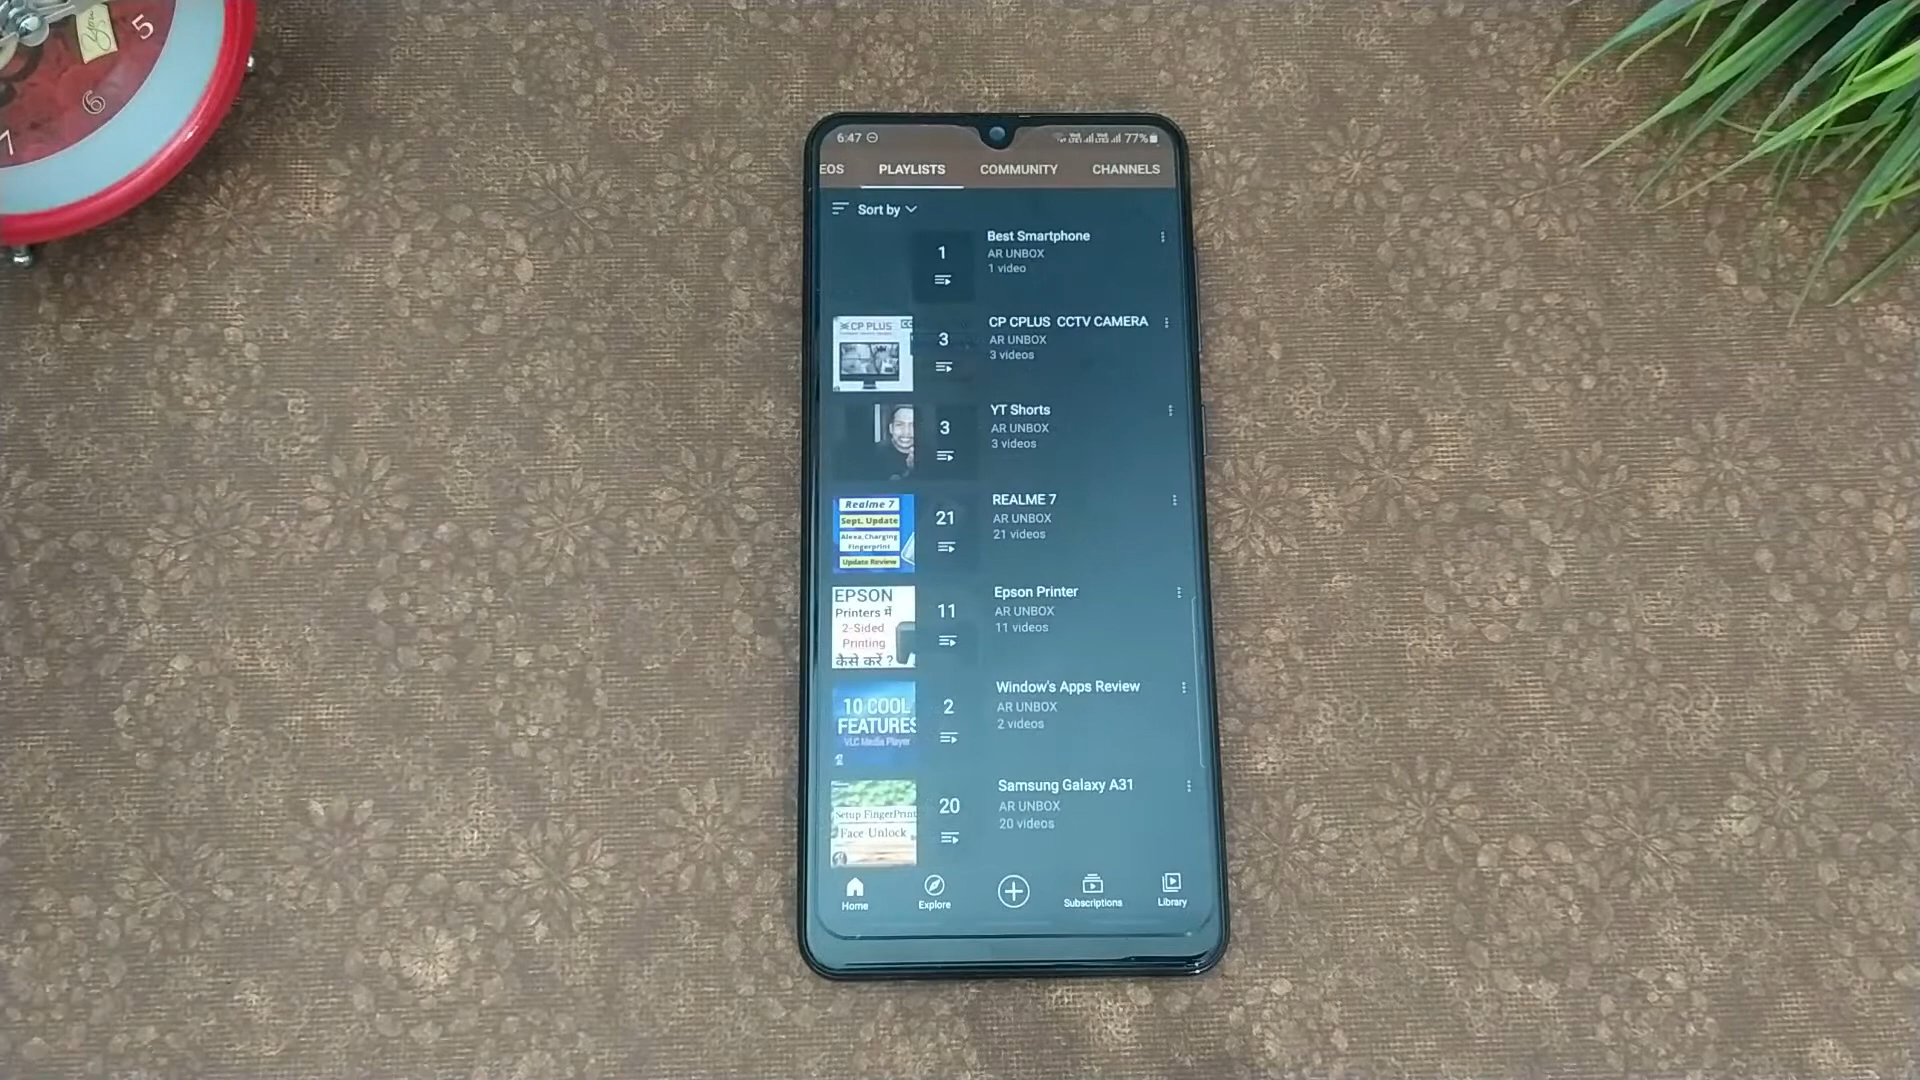 5
6
7
6:47
77%
EOS PLAYLISTS COMMUNITY CHANNELS
Sort by
1
Best Smartphone
AR UNBOX
1 video
CP PLUS
3
CP CPLUS CCTV CAMERA
AR UNBOX
3 videos
3
YT Shorts
AR UNBOX
3 videos
Realme 7
Sept. Update
Alexa,Charging
Fingerprint
Update Review
21
REALME 7
AR UNBOX
21 videos
EPSON
Printers में
2-Sided
Printing
कैसे करें ?
11
Epson Printer
AR UNBOX
11 videos
10 COOL
FEATURES
VLC Media Player
2
Window's Apps Review
AR UNBOX
2 videos
Setup FingerPrint
Face Unlock
20
Samsung Galaxy A31
AR UNBOX
20 videos
Home Explore Subscriptions Library